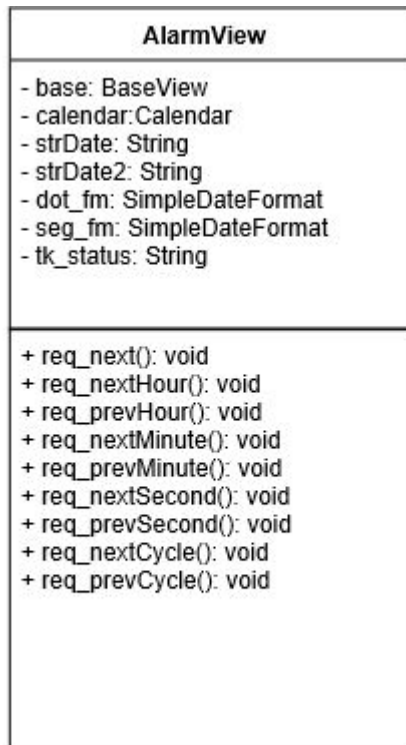 AlarmView
- base: BaseView
- calendar:Calendar
- strDate: String
- strDate2: String
- dot_fm: SimpleDateFormat
- seg_fm: SimpleDateFormat
- tk_status: String
+ req_next(): void
+ req_nextHour(): void
+ req_prevHour(): void
+ req_nextMinute(): void
+ req_prevMinute(): void
+ req_nextSecond(): void
+ req_prevSecond(): void
+ req_nextCycle(): void
+ req_prevCycle(): void